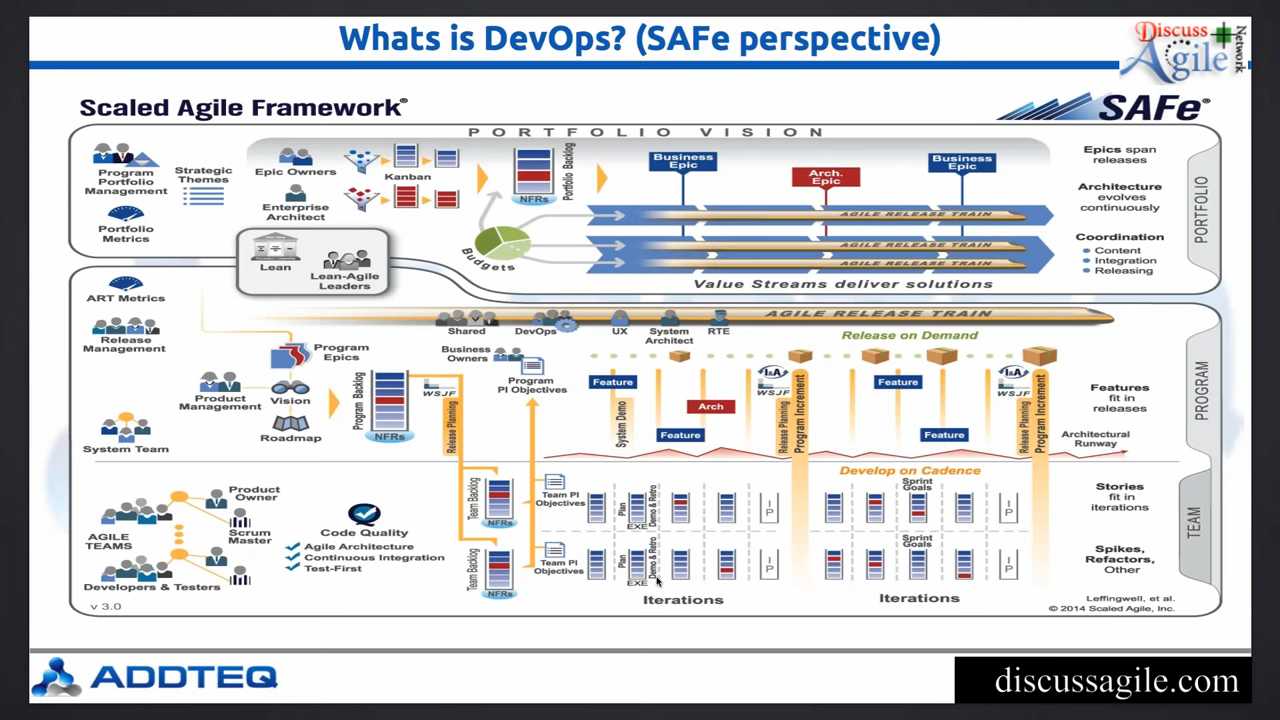 Whats is DevOps? (SAFe perspective)
Discuss
Agile
Network
Scaled Agile Framework®
SAFe®
PORTFOLIO VISION
Program
Portfolio
Management
Strategic
Themes
Portfolio
Metrics
Epic Owners
Kanban
Enterprise
Architect
Portfolio Backlog
NFRs
Budgets
Business
Epic
Arch.
Epic
Business
Epic
AGILE RELEASE TRAIN
AGILE RELEASE TRAIN
AGILE RELEASE TRAIN
Value Streams deliver solutions
Epics span
releases
Architecture
evolves
continuously
Coordination
Content
Integration
Releasing
PORTFOLIO
Lean
Lean-Agile
Leaders
ART Metrics
Release
Management
Program
Epics
Product
Management
Vision
Roadmap
System Team
Program Backlog
NFRs
WSJF
Release Planning
AGILE RELEASE TRAIN
Shared
DevOps
UX
System
Architect
RTE
Business
Owners
Program
PI Objectives
Release on Demand
Feature
System Demo
Feature
Arch
I&A
WSJF
Release Planning
Program Increment
Feature
Feature
I&A
WSJF
Release Planning
Program Increment
Features
fit in
releases
Architectural
Runway
PROGRAM
Develop on Cadence
AGILE
TEAMS
Product
Owner
Scrum
Master
Developers & Testers
Code Quality
Agile Architecture
Continuous Integration
Test-First
Team Backlog
NFRs
Team Backlog
NFRs
Team PI
Objectives
Team PI
Objectives
Plan
EXE
Demo & Retro
I P
Sprint
Goals
I P
Plan
EXE
Demo & Retro
I P
Sprint
Goals
I P
Iterations
Iterations
Stories
fit in
iterations
Spikes,
Refactors,
Other
TEAM
v 3.0
Leffingwell, et al.
© 2014 Scaled Agile, Inc.
ADDTEQ
discussagile.com